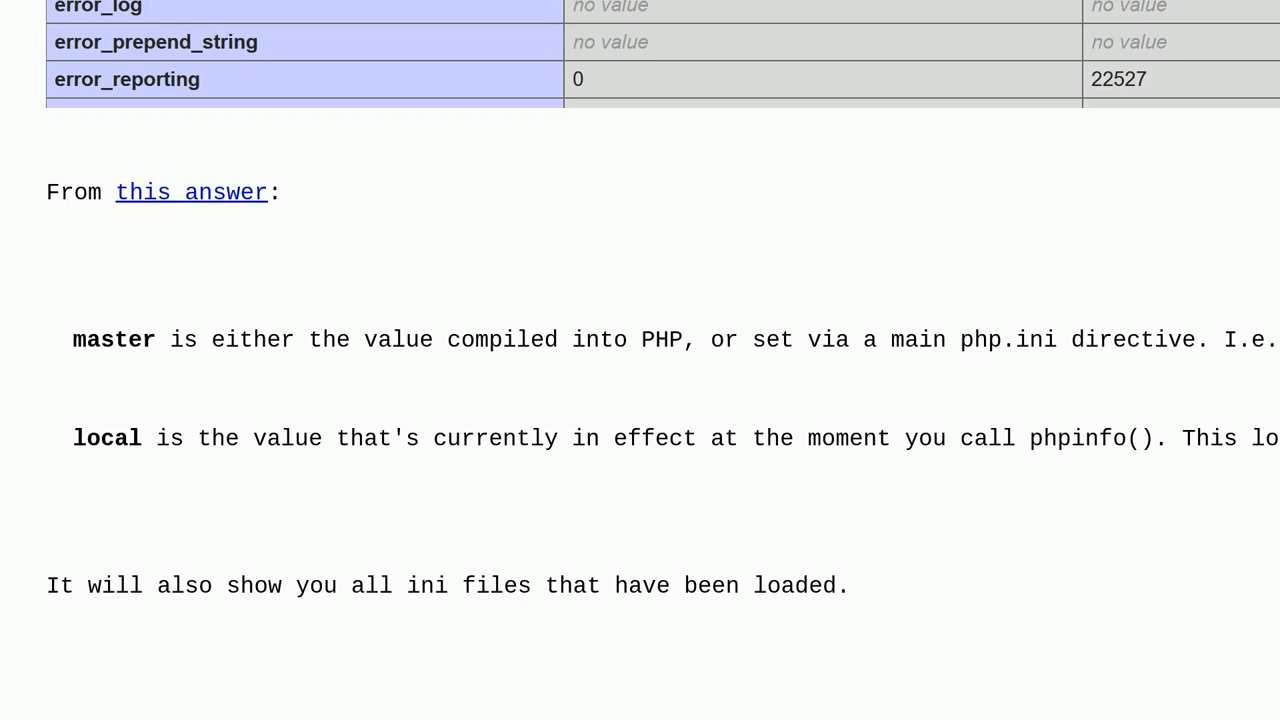 error_log no value no value
error_prepend_string no value no value
error_reporting 0 22527
From this answer:
master is either the value compiled into PHP, or set via a main php.ini directive. I.e.
local is the value that's currently in effect at the moment you call phpinfo(). This lo
It will also show you all ini files that have been loaded.